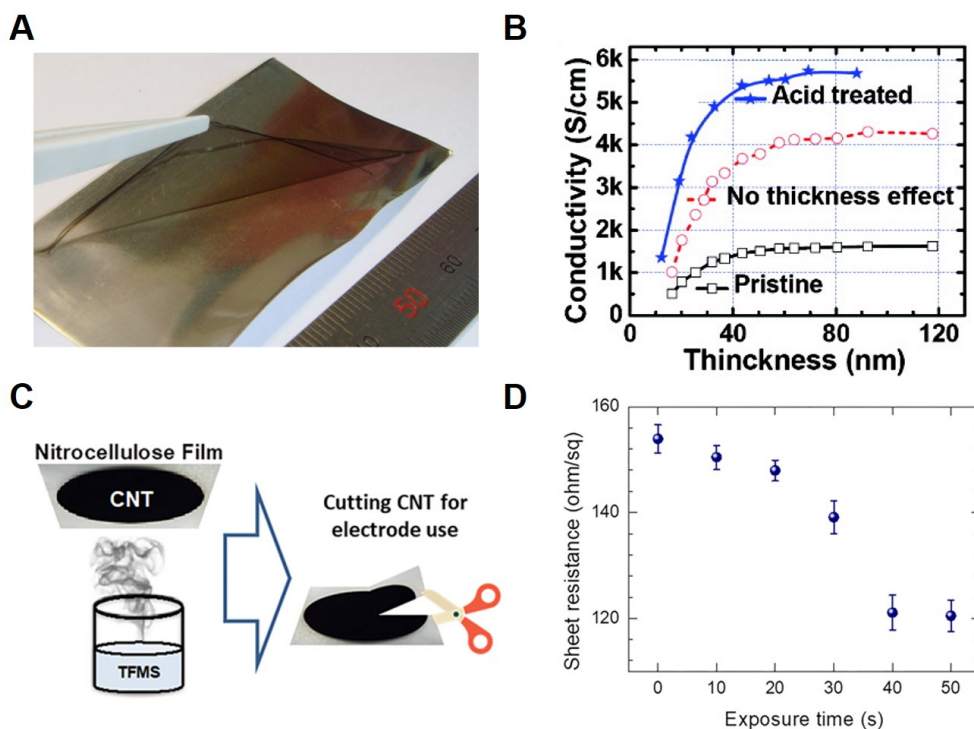 A
50
60
B
Conductivity (S/cm)
6k
5k
4k
3k
2k
1k
0
Acid treated
No thickness effect
Pristine
0
40
80
120
Thinckness (nm)
C
Nitrocellulose Film
CNT
TFMS
Cutting CNT for
electrode use
D
Sheet resistance (ohm/sq)
160
140
120
0
10
20
30
40
50
Exposure time (s)